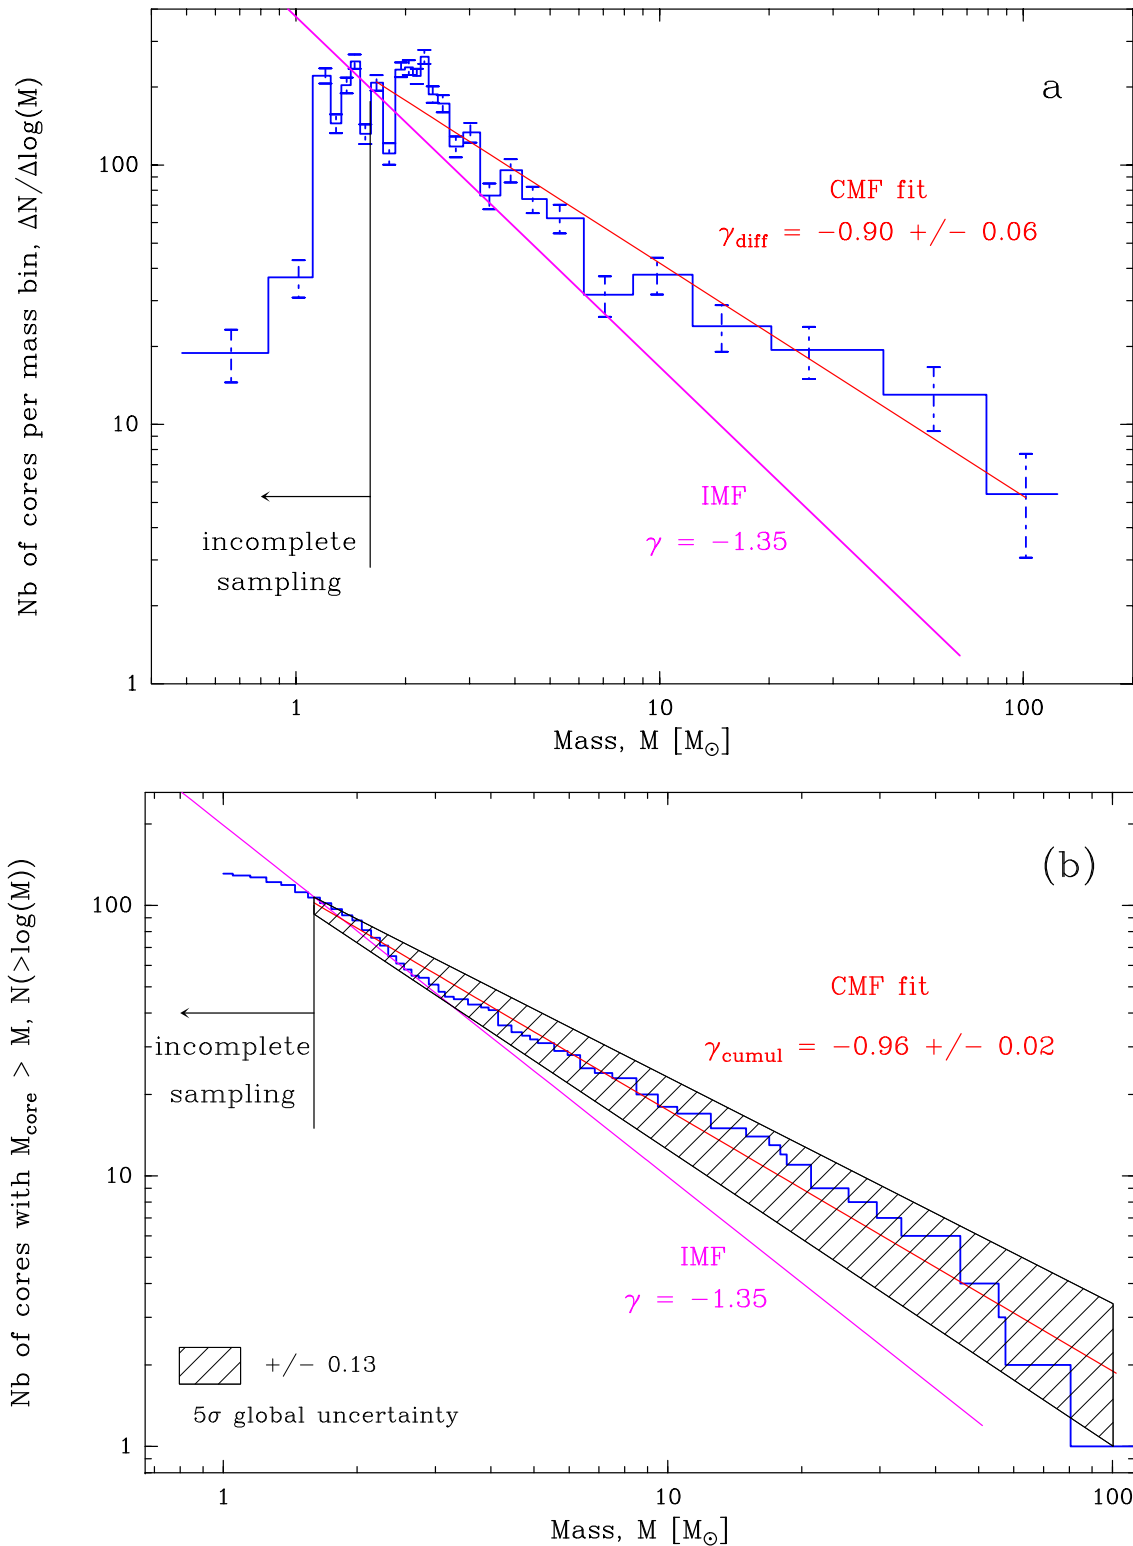 a
Nb of cores per mass bin, ΔN/Δlog(M)
100
10
1
CMF fit
γdiff = −0.90 +/− 0.06
IMF
γ = −1.35
incomplete
sampling
1 10 100
Mass, M [M⊙]
(b)
Nb of cores with Mcore > M, N(>log(M))
100
10
1
CMF fit
γcumul = −0.96 +/− 0.02
incomplete
sampling
IMF
γ = −1.35
+/− 0.13
5σ global uncertainty
1 10 100
Mass, M [M⊙]